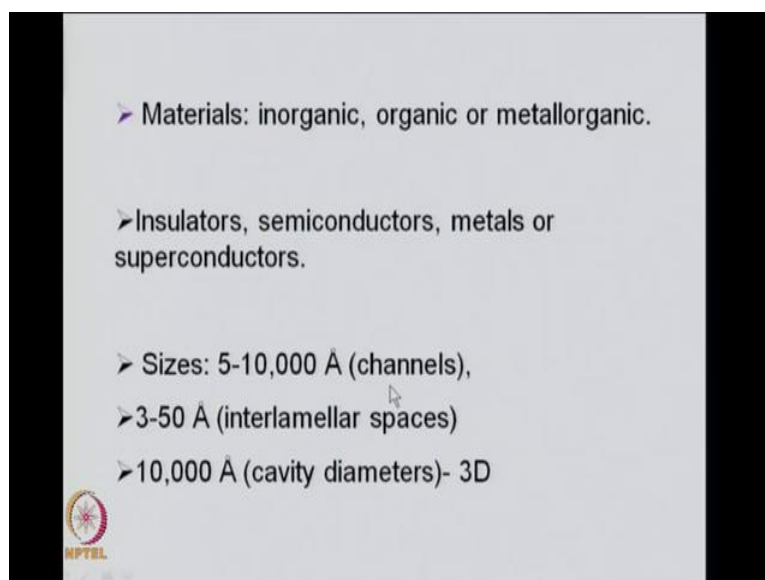 ➢ Materials: inorganic, organic or metallorganic.
➢Insulators, semiconductors, metals or
superconductors.
➢ Sizes: 5-10,000 Å (channels),
➢3-50 Å (interlamellar spaces)
➢10,000 Å (cavity diameters)- 3D
NPTEL